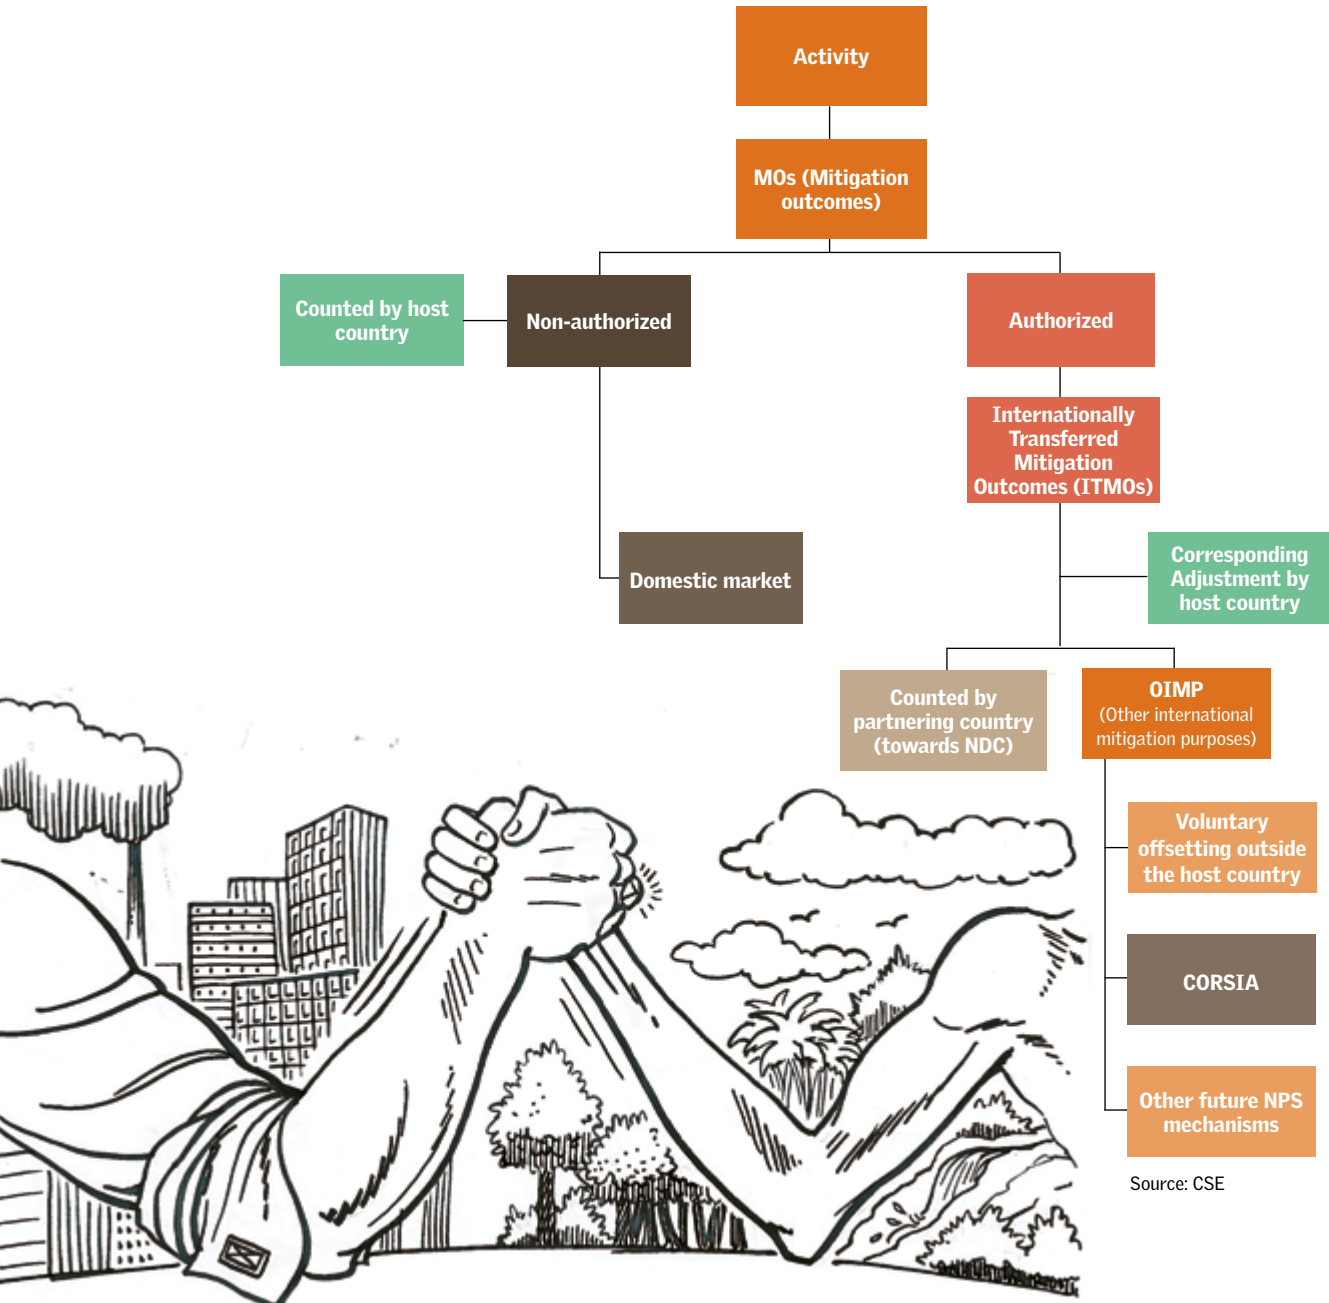 Activity
MOs (Mitigation
outcomes)
Counted by host
country
Non-authorized
Authorized
Internationally
Transferred
Mitigation
Outcomes (ITMOs)
Domestic market
Corresponding
Adjustment by
host country
Counted by
partnering country
(towards NDC)
OIMP
(Other international
mitigation purposes)
Voluntary
offsetting outside
the host country
CORSIA
Other future NPS
mechanisms
Source: CSE